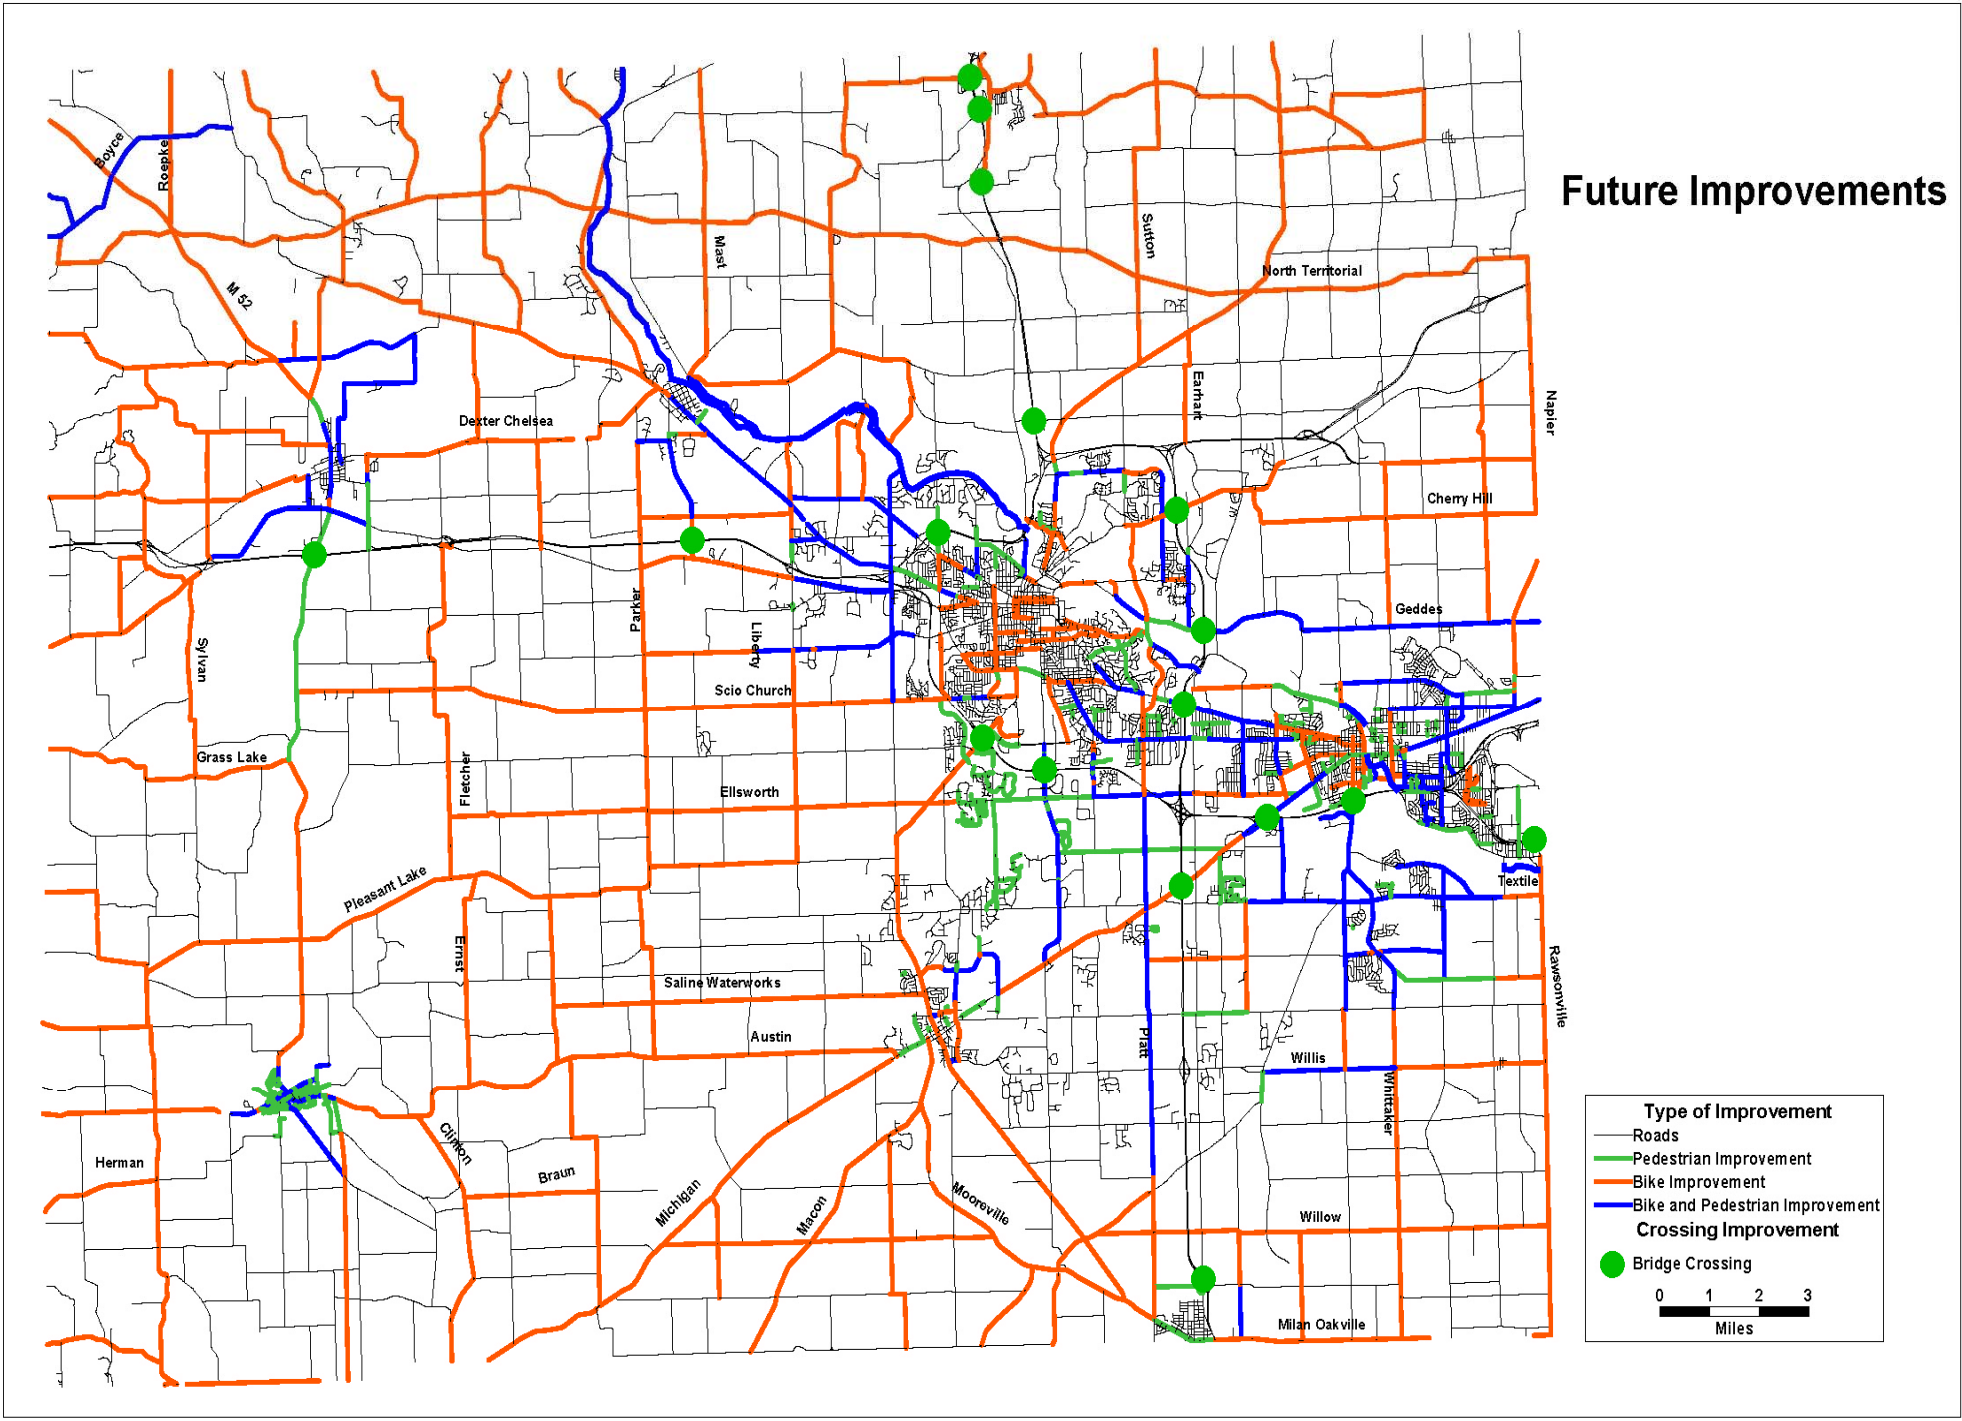 Future Improvements
Boyce
Roepke
M 52
Mast
Sutton
North Territorial
Earhart
Napier
Dexter Chelsea
Cherry Hill
Parker
Liberty
Geddes
Sylvan
Scio Church
Grass Lake
Fletcher
Ellsworth
Pleasant Lake
Textile
Ernst
Saline Waterworks
Rawsonville
Austin
Platt
Willis
Whittaker
Clinton
Herman
Braun
Michigan
Macon
Mooreville
Willow
Milan Oakville
Type of Improvement
Roads
Pedestrian Improvement
Bike Improvement
Bike and Pedestrian Improvement
Crossing Improvement
Bridge Crossing
0 1 2 3
Miles